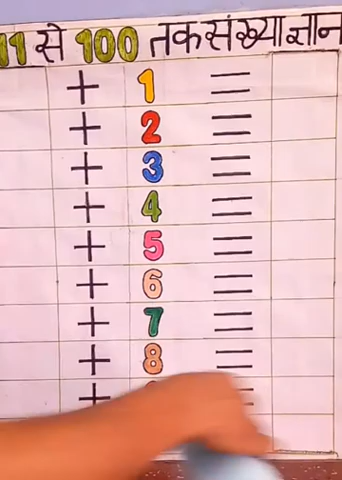 11 से 100 तक संख्या ज्ञान
+ 1 =
+ 2 =
+ 3 =
+ 4 =
+ 5 =
+ 6 =
+ 7 =
+ 8 =
+ =